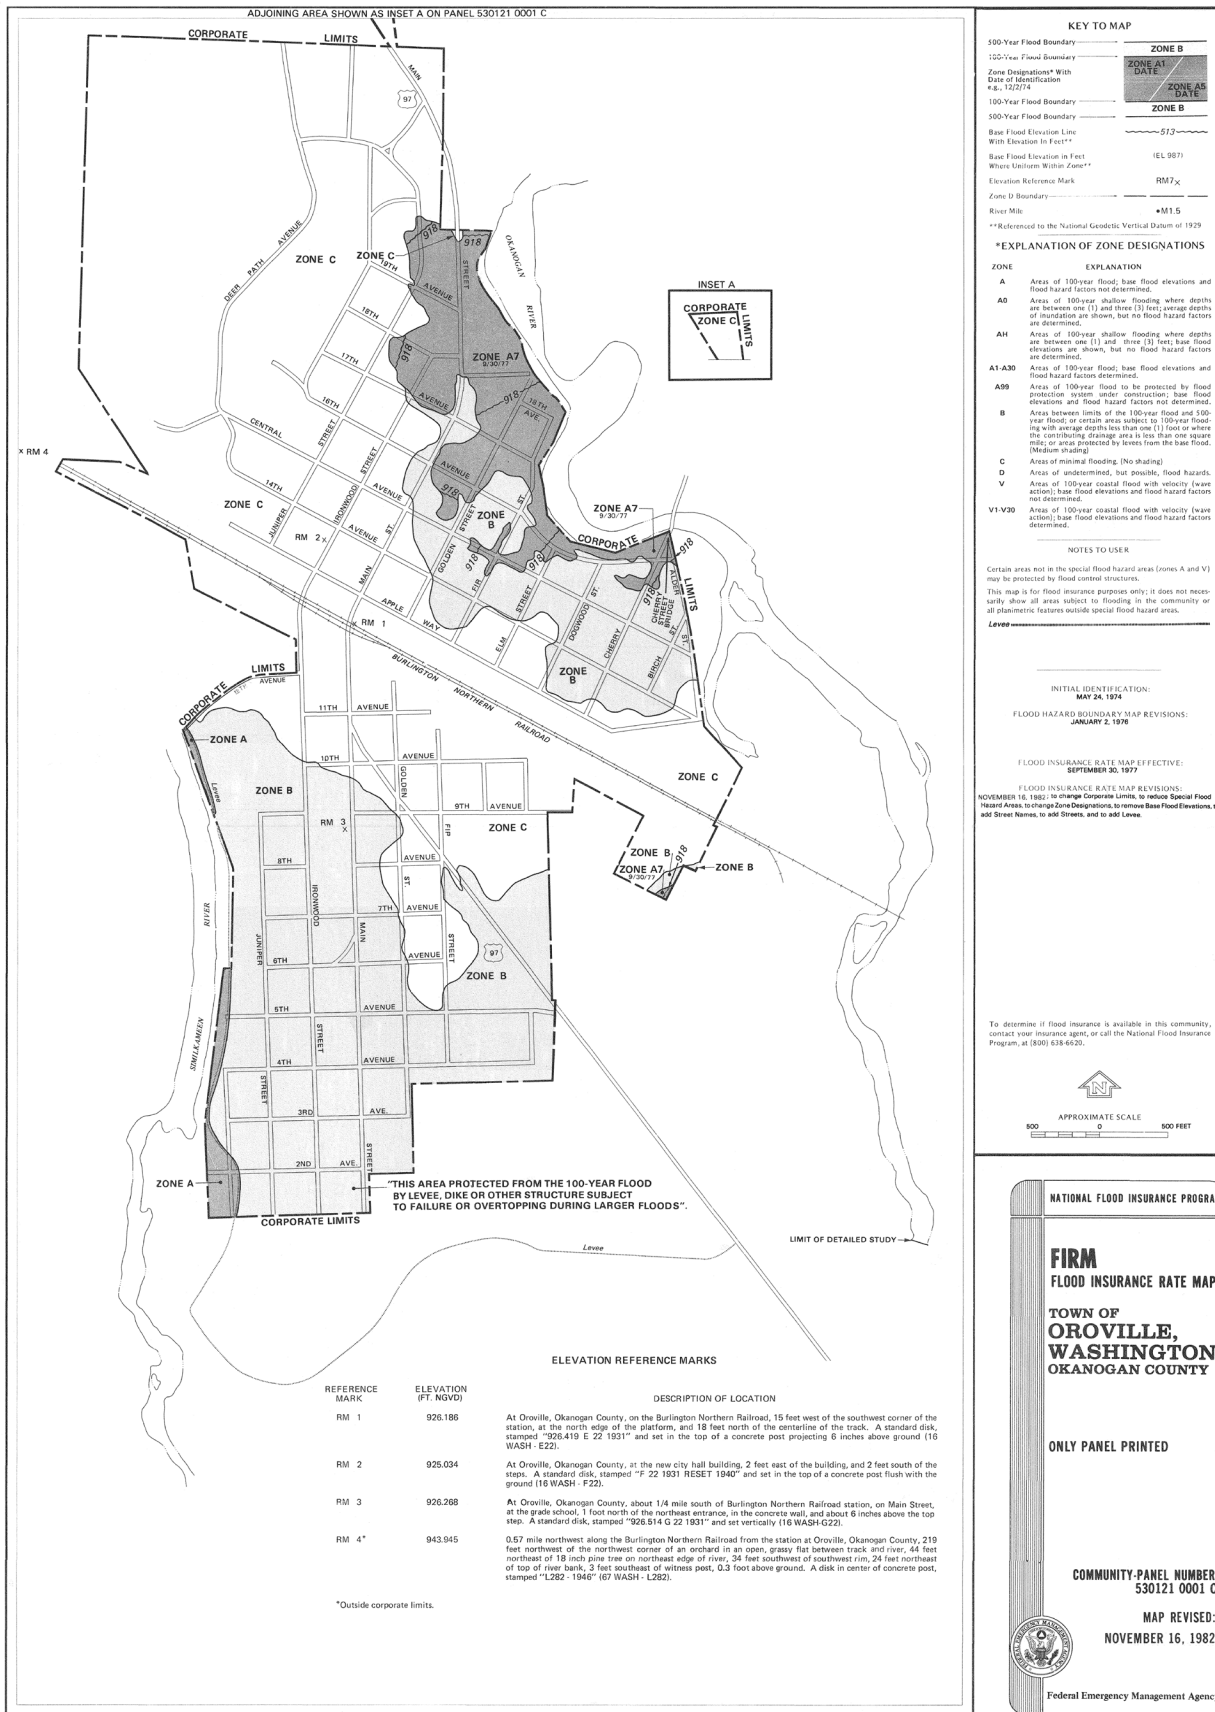 ADJOINING AREA SHOWN AS INSET A ON PANEL 530121 0001 C
CORPORATE LIMITS
MAIN
97
DEER PATH AVENUE
ZONE C
ZONE C
918
918
STREET
OKANOGAN RIVER
19TH AVENUE
18TH
17TH
16TH
918
ZONE A7
9/30/77
918
16TH AVE.
AVENUE
INSET A
CORPORATE LIMITS
ZONE C
CENTRAL AVENUE
STREET
STREET
RM 4
14TH AVENUE
ZONE C
JUNIPER
IRONWOOD
RM 2
MAIN ST.
AVENUE
918
ZONE B
GOLDEN STREET
FIR
918
ST.
ZONE A7
9/30/77
CORPORATE LIMITS
918
918
ALDER ST.
CHERRY STREET BRIDGE
APPLE WAY
ELM STREET
DOGWOOD ST.
CHERRY
BIRCH ST.
ZONE B
RM 1
BURLINGTON NORTHERN RAILROAD
CORPORATE LIMITS
12TH AVENUE
11TH AVENUE
ZONE A
Levee
ZONE B
10TH AVENUE
GOLDEN ST.
ZONE C
9TH AVENUE
RM 3
ZONE C
FIR STREET
ZONE B
918
ZONE A7
9/30/77
ZONE B
8TH AVENUE
IRONWOOD STREET
7TH AVENUE
MAIN STREET
JUNIPER STREET
97
6TH AVENUE
ZONE B
5TH AVENUE
SIMILKAMEEN RIVER
4TH AVENUE
3RD AVE.
2ND AVE.
ZONE A
"THIS AREA PROTECTED FROM THE 100-YEAR FLOOD
BY LEVEE, DIKE OR OTHER STRUCTURE SUBJECT
TO FAILURE OR OVERTOPPING DURING LARGER FLOODS".
CORPORATE LIMITS
Levee
LIMIT OF DETAILED STUDY
ELEVATION REFERENCE MARKS
REFERENCE MARK
ELEVATION (FT. NGVD)
DESCRIPTION OF LOCATION
RM 1 926.186 At Oroville, Okanogan County, on the Burlington Northern Railroad, 15 feet west of the southwest corner of the
station, at the north edge of the platform, and 18 feet north of the centerline of the track. A standard disk,
stamped "926.419 E 22 1931" and set in the top of a concrete post projecting 6 inches above ground (16
WASH - E22).
RM 2 925.034 At Oroville, Okanogan County, at the new city hall building, 2 feet east of the building, and 2 feet south of the
steps. A standard disk, stamped "F 22 1931 RESET 1940" and set in the top of a concrete post flush with the
ground (16 WASH - F22).
RM 3 926.268 At Oroville, Okanogan County, about 1/4 mile south of Burlington Northern Railroad station, on Main Street,
at the grade school, 1 foot north of the northeast entrance, in the concrete wall, and about 6 inches above the top
step. A standard disk, stamped "926.514 G 22 1931" and set vertically (16 WASH-G22).
RM 4* 943.945 0.57 mile northwest along the Burlington Northern Railroad from the station at Oroville, Okanogan County, 219
feet northwest of the northwest corner of an orchard in an open, grassy flat between track and river, 44 feet
northeast of 18 inch pine tree on northeast edge of river, 34 feet southwest of southwest rim, 24 feet northeast
of top of river bank, 3 feet southeast of witness post, 0.3 foot above ground. A disk in center of concrete post,
stamped "L282 - 1946" (67 WASH - L282).
*Outside corporate limits.
KEY TO MAP
500-Year Flood Boundary
ZONE B
100-Year Flood Boundary
Zone Designations* With
Date of Identification
e.g., 12/2/74
ZONE A1
DATE
ZONE A5
DATE
100-Year Flood Boundary
ZONE B
500-Year Flood Boundary
Base Flood Elevation Line
With Elevation In Feet**
513
Base Flood Elevation in Feet
Where Uniform Within Zone**
(EL 987)
Elevation Reference Mark
RM7X
Zone D Boundary
River Mile
•M1.5
**Referenced to the National Geodetic Vertical Datum of 1929
*EXPLANATION OF ZONE DESIGNATIONS
ZONE EXPLANATION
A Areas of 100-year flood; base flood elevations and
flood hazard factors not determined.
A0 Areas of 100-year shallow flooding where depths
are between one (1) and three (3) feet; average depths
of inundation are shown, but no flood hazard factors
are determined.
AH Areas of 100-year shallow flooding where depths
are between one (1) and three (3) feet; base flood
elevations are shown, but no flood hazard factors
are determined.
A1-A30 Areas of 100-year flood; base flood elevations and
flood hazard factors determined.
A99 Areas of 100-year flood to be protected by flood
protection system under construction; base flood
elevations and flood hazard factors not determined.
B Areas between limits of the 100-year flood and 500-
year flood; or certain areas subject to 100-year flood-
ing with average depths less than one (1) foot or where
the contributing drainage area is less than one square
mile; or areas protected by levees from the base flood.
(Medium shading)
C Areas of minimal flooding. (No shading)
D Areas of undetermined, but possible, flood hazards.
V Areas of 100-year coastal flood with velocity (wave
action); base flood elevations and flood hazard factors
not determined.
V1-V30 Areas of 100-year coastal flood with velocity (wave
action); base flood elevations and flood hazard factors
determined.
NOTES TO USER
Certain areas not in the special flood hazard areas (zones A and V)
may be protected by flood control structures.
This map is for flood insurance purposes only; it does not neces-
sarily show all areas subject to flooding in the community or
all planimetric features outside special flood hazard areas.
Levee
INITIAL IDENTIFICATION:
MAY 24, 1974
FLOOD HAZARD BOUNDARY MAP REVISIONS:
JANUARY 2, 1976
FLOOD INSURANCE RATE MAP EFFECTIVE:
SEPTEMBER 30, 1977
FLOOD INSURANCE RATE MAP REVISIONS:
NOVEMBER 16, 1982: to change Corporate Limits, to reduce Special Flood
Hazard Areas, to change Zone Designations, to remove Base Flood Elevations, t
add Street Names, to add Streets, and to add Levee.
To determine if flood insurance is available in this community,
contact your insurance agent, or call the National Flood Insurance
Program, at (800) 638-6620.
N
APPROXIMATE SCALE
500 0 500 FEET
NATIONAL FLOOD INSURANCE PROGRA
FIRM
FLOOD INSURANCE RATE MAP
TOWN OF
OROVILLE,
WASHINGTON
OKANOGAN COUNTY
ONLY PANEL PRINTED
COMMUNITY-PANEL NUMBER
530121 0001 C
MAP REVISED:
NOVEMBER 16, 1982
FEDERAL EMERGENCY MANAGEMENT AGENCY
Federal Emergency Management Agenc